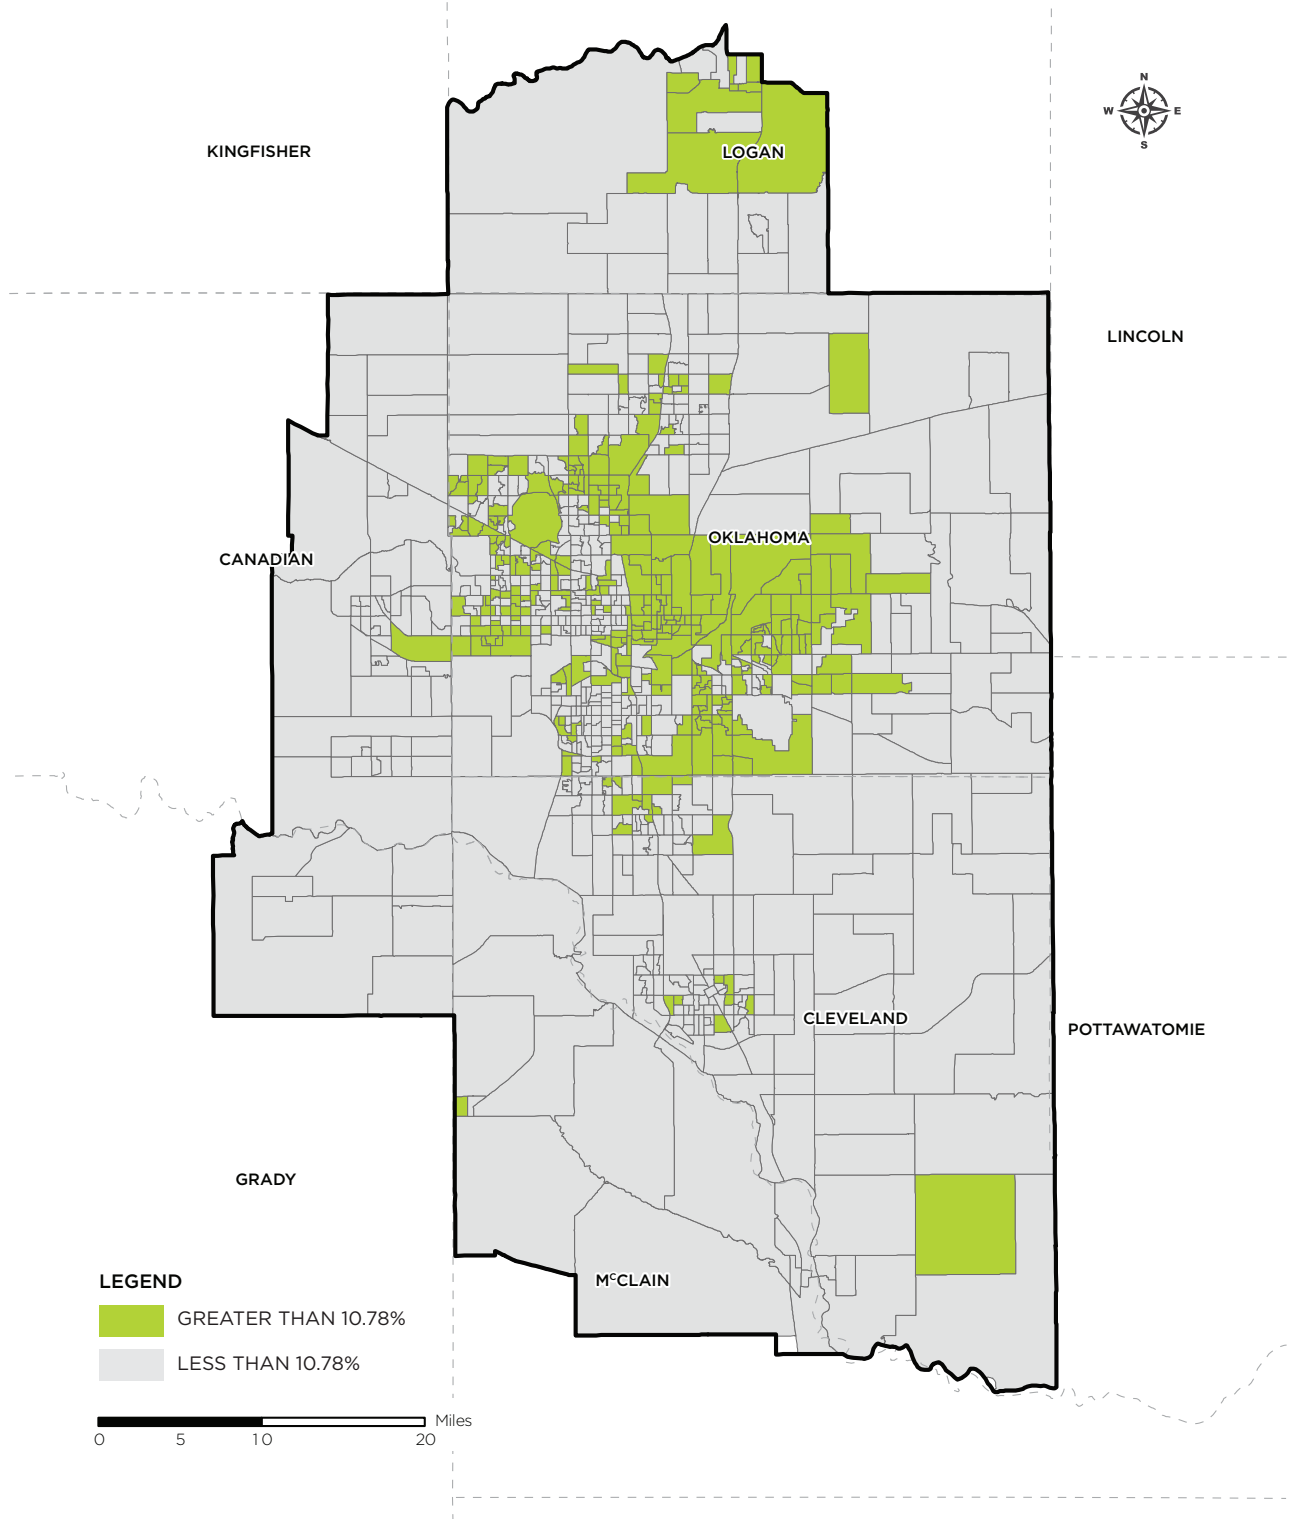 N
W E
S
KINGFISHER
LOGAN
LINCOLN
OKLAHOMA
CANADIAN
CLEVELAND
POTTAWATOMIE
GRADY
McCLAIN
LEGEND
GREATER THAN 10.78%
LESS THAN 10.78%
Miles
0 5 10 20